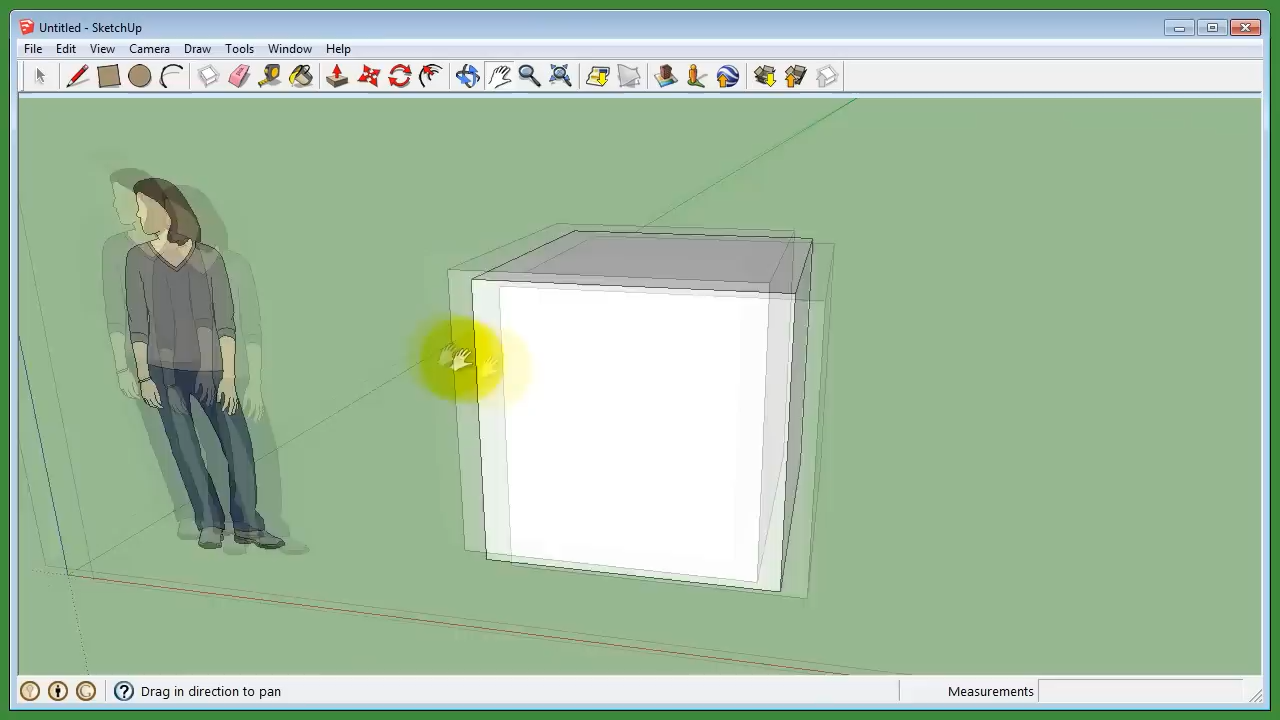 Untitled - SketchUp
File Edit View Camera Draw Tools Window Help
Drag in direction to pan
Measurements